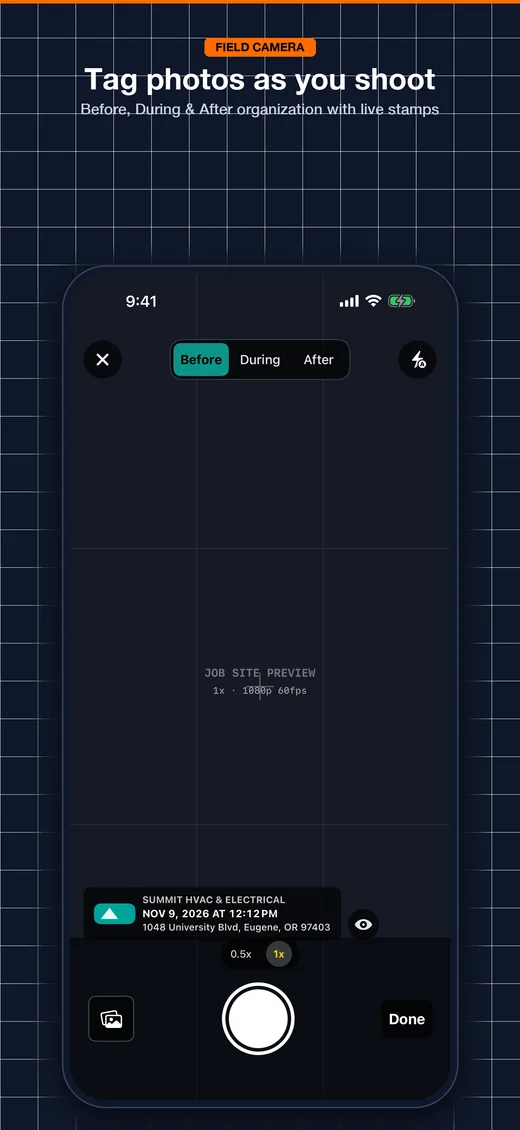 FIELD CAMERA
Tag photos as you shoot
Before, During & After organization with live stamps
9:41
Before During After
JOB SITE PREVIEW
1x · 1080p 60fps
SUMMIT HVAC & ELECTRICAL
NOV 9, 2026 AT 12:12 PM
1048 University Blvd, Eugene, OR 97403
0.5x 1x
Done